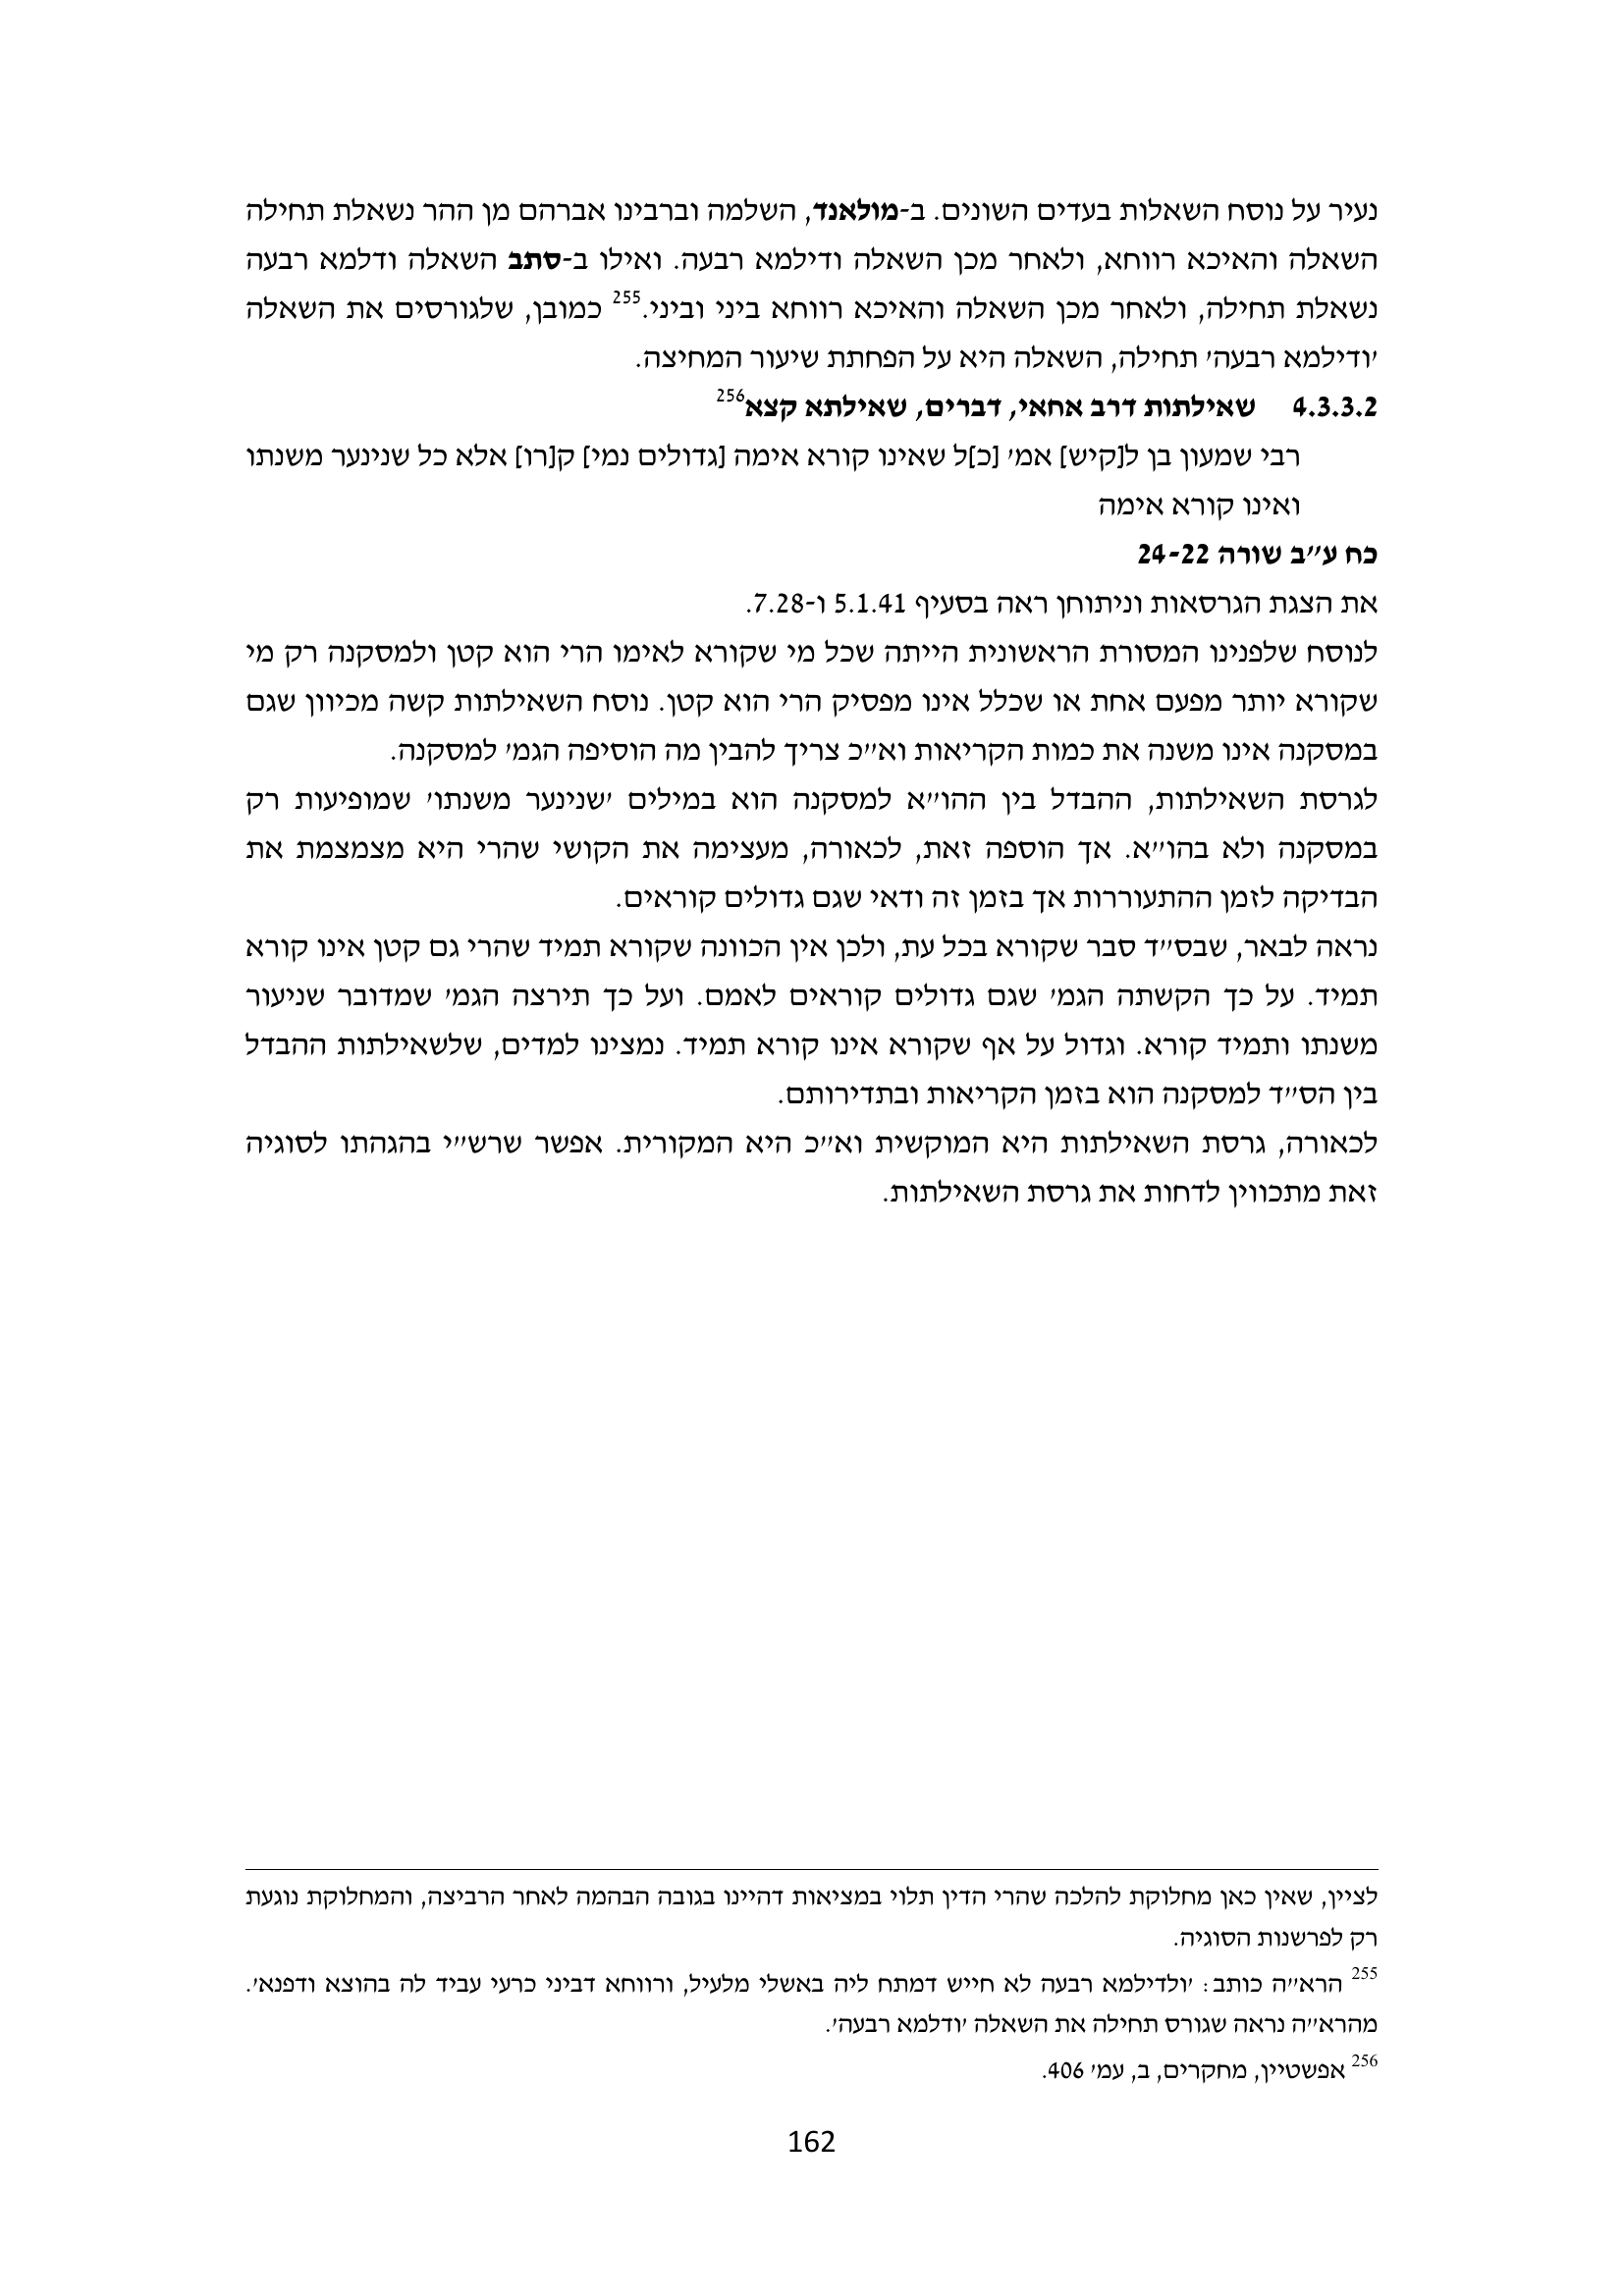 נעיר על נוסח השאלות בעדים השונים. ב-מולאנד, השלמה וברבינו אברהם מן ההר נשאלת תחילה
השאלה והאיכא רווחא, ולאחר מכן השאלה ודילמא רבעה. ואילו ב-סתב השאלה ודלמא רבעה
נשאלת תחילה, ולאחר מכן השאלה והאיכא רווחא ביני וביני.255 כמובן, שלגורסים את השאלה
'ודילמא רבעה' תחילה, השאלה היא על הפחתת שיעור המחיצה.
4.3.3.2 שאילתות דרב אחאי, דברים, שאילתא קצא256
רבי שמעון בן ל[קיש] אמ' [כ]ל שאינו קורא אימה [גדולים נמי] ק[רו] אלא כל שנינער משנתו
ואינו קורא אימה
כח ע״ב שורה 24-22
את הצגת הגרסאות וניתוחן ראה בסעיף 5.1.41 ו-7.28.
לנוסח שלפנינו המסורת הראשונית הייתה שכל מי שקורא לאימו הרי הוא קטן ולמסקנה רק מי
שקורא יותר מפעם אחת או שכלל אינו מפסיק הרי הוא קטן. נוסח השאילתות קשה מכיוון שגם
במסקנה אינו משנה את כמות הקריאות וא״כ צריך להבין מה הוסיפה הגמ' למסקנה.
לגרסת השאילתות, ההבדל בין ההו״א למסקנה הוא במילים 'שנינער משנתו' שמופיעות רק
במסקנה ולא בהו״א. אך הוספה זאת, לכאורה, מעצימה את הקושי שהרי היא מצמצמת את
הבדיקה לזמן ההתעוררות אך בזמן זה ודאי שגם גדולים קוראים.
נראה לבאר, שבס״ד סבר שקורא בכל עת, ולכן אין הכוונה שקורא תמיד שהרי גם קטן אינו קורא
תמיד. על כך הקשתה הגמ' שגם גדולים קוראים לאמם. ועל כך תירצה הגמ' שמדובר שניעור
משנתו ותמיד קורא. וגדול על אף שקורא אינו קורא תמיד. נמצינו למדים, שלשאילתות ההבדל
בין הס״ד למסקנה הוא בזמן הקריאות ובתדירותם.
לכאורה, גרסת השאילתות היא המוקשית וא״כ היא המקורית. אפשר שרש״י בהגהתו לסוגיה
זאת מתכווין לדחות את גרסת השאילתות.
לציין, שאין כאן מחלוקת להלכה שהרי הדין תלוי במציאות דהיינו בגובה הבהמה לאחר הרביצה, והמחלוקת נוגעת
רק לפרשנות הסוגיה.
255 הרא״ה כותב: 'ולדילמא רבעה לא חייש דמתח ליה באשלי מלעיל, ורווחא דביני כרעי עביד לה בהוצא ודפנא'.
מהרא״ה נראה שגורס תחילה את השאלה 'ודלמא רבעה'.
256 אפשטיין, מחקרים, ב, עמ' 406.
162